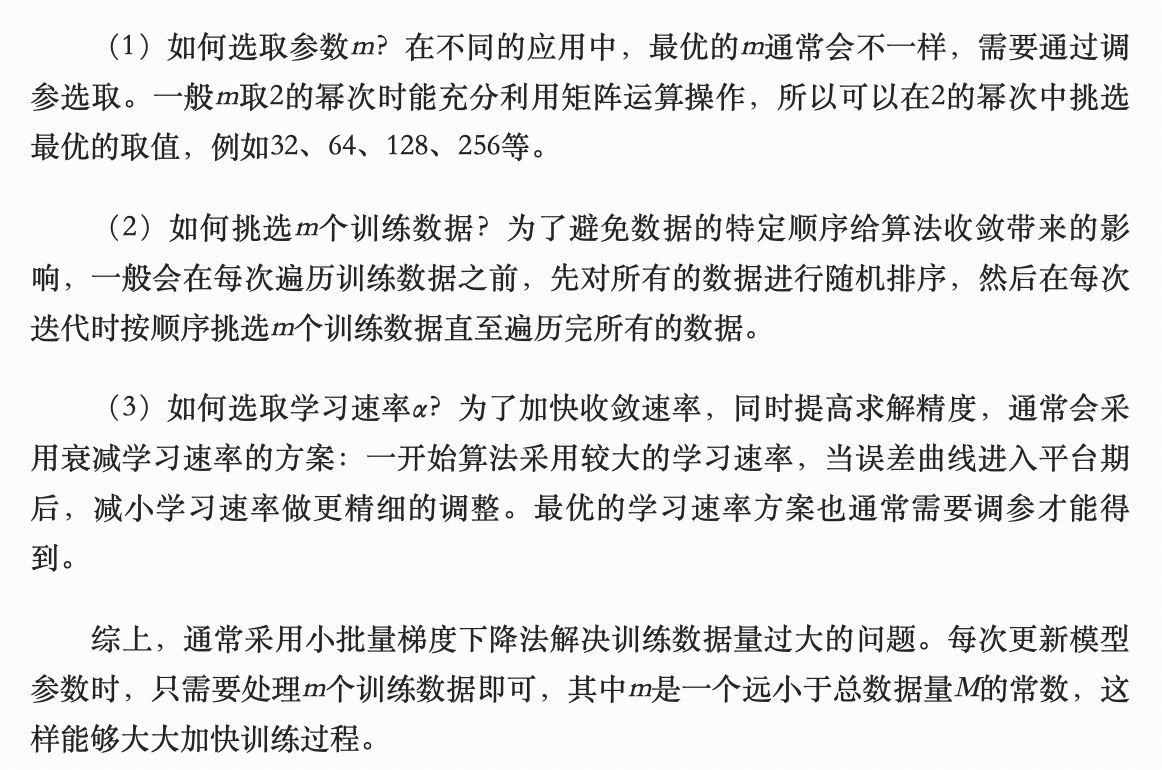 （1）如何选取参数m？在不同的应用中，最优的m通常会不一样，需要通过调
参选取。一般m取2的幂次时能充分利用矩阵运算操作，所以可以在2的幂次中挑选
最优的取值，例如32、64、128、256等。
（2）如何挑选m个训练数据？为了避免数据的特定顺序给算法收敛带来的影
响，一般会在每次遍历训练数据之前，先对所有的数据进行随机排序，然后在每次
迭代时按顺序挑选m个训练数据直至遍历完所有的数据。
（3）如何选取学习速率α？为了加快收敛速率，同时提高求解精度，通常会采
用衰减学习速率的方案：一开始算法采用较大的学习速率，当误差曲线进入平台期
后，减小学习速率做更精细的调整。最优的学习速率方案也通常需要调参才能得
到。
综上，通常采用小批量梯度下降法解决训练数据量过大的问题。每次更新模型
参数时，只需要处理m个训练数据即可，其中m是一个远小于总数据量M的常数，这
样能够大大加快训练过程。